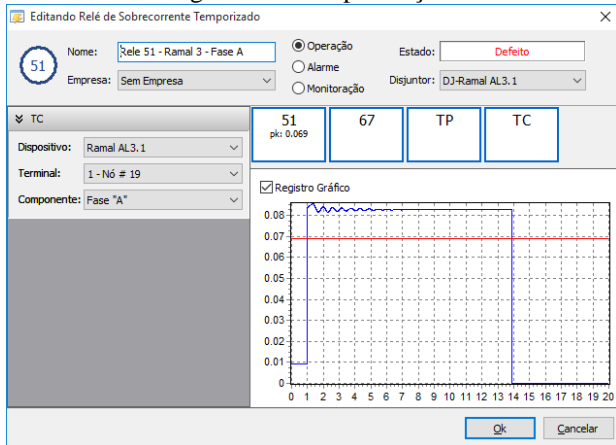 Editando Relé de Sobrecorrente Temporizado
51
Nome: Rele 51 - Ramal 3 - Fase A
Empresa: Sem Empresa
Operação
Alarme
Monitoração
Estado: Defeito
Disjuntor: DJ-Ramal AL3.1
TC
Dispositivo: Ramal AL3.1
Terminal: 1 - Nó # 19
Componente: Fase "A"
51
pk: 0.069
67
TP
TC
Registro Gráfico
0.08
0.07
0.06
0.05
0.04
0.03
0.02
0.01
0
0 1 2 3 4 5 6 7 8 9 10 11 12 13 14 15 16 17 18 19 20
Ok
Cancelar